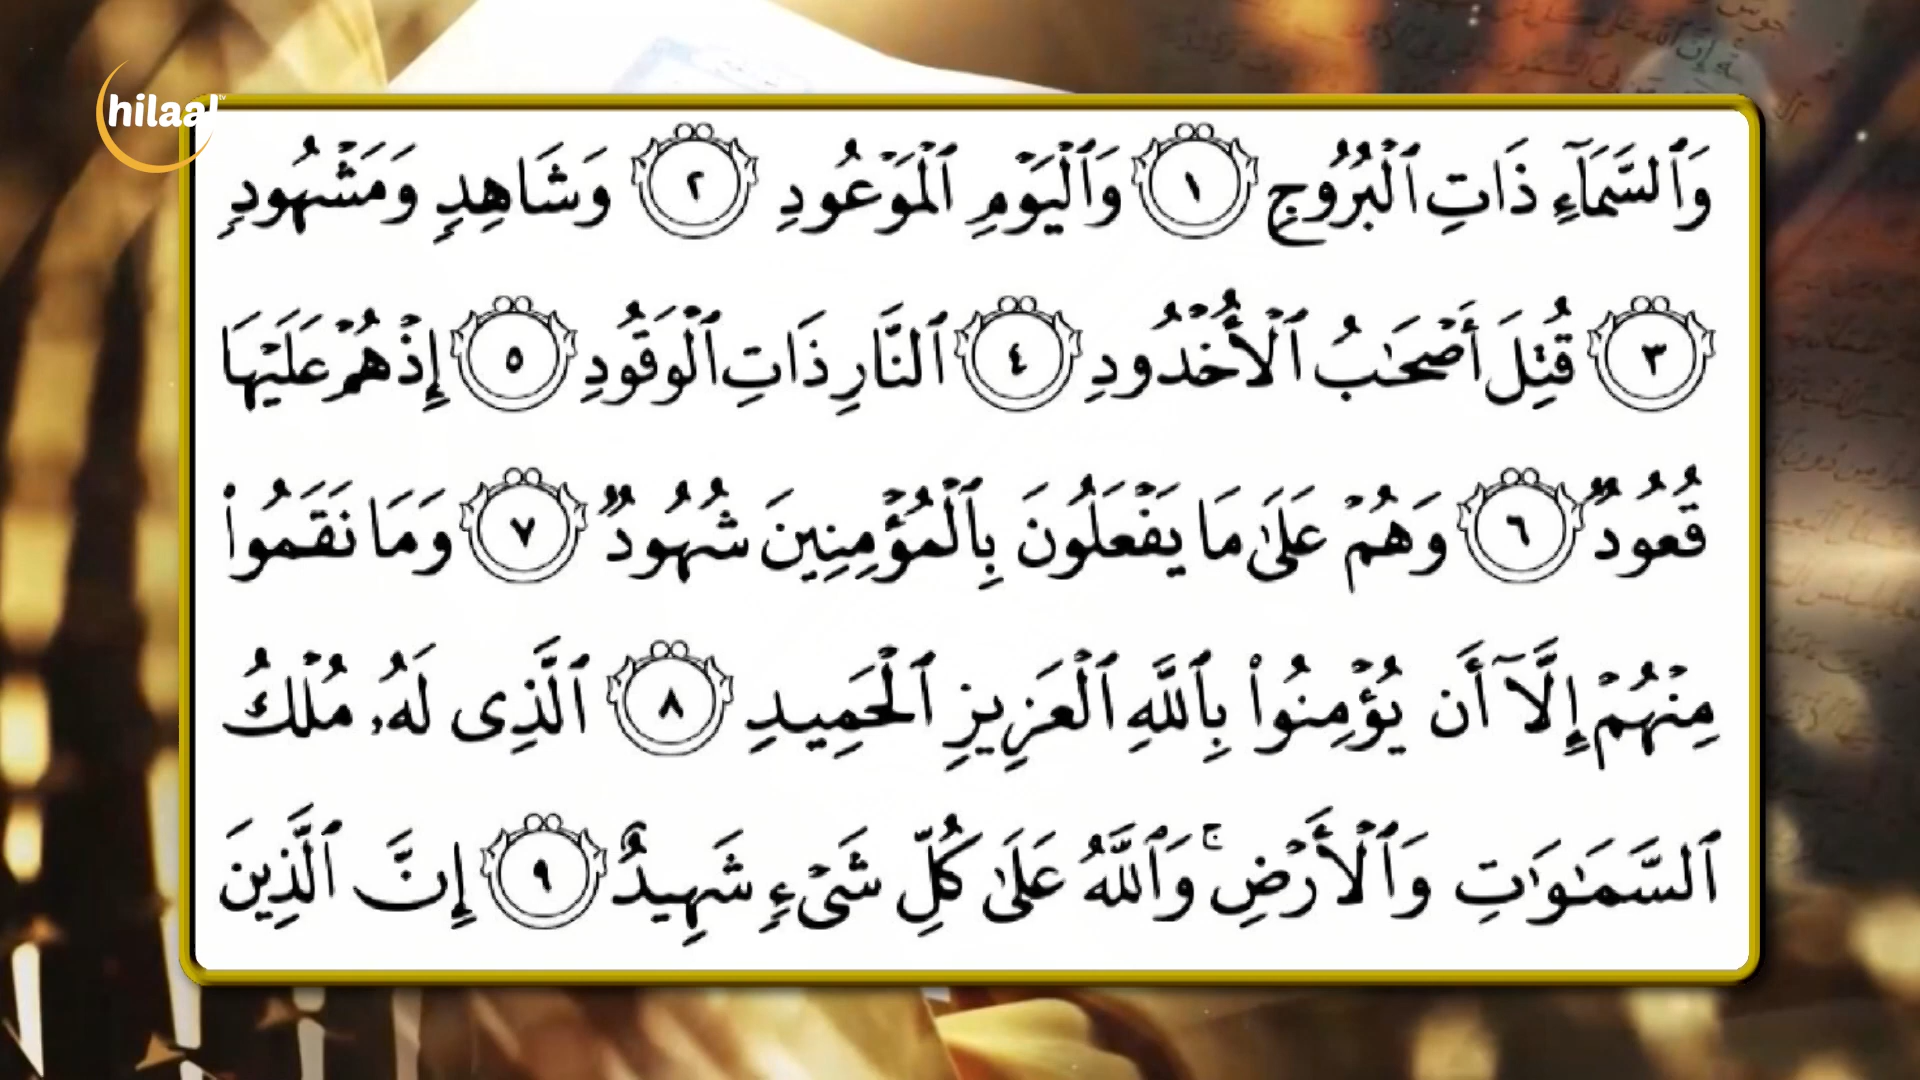 hilaal tv
وَٱلسَّمَآءِ ذَاتِ ٱلْبُرُوجِ ١ وَٱلْيَوْمِ ٱلْمَوْعُودِ ٢ وَشَاهِدٍ وَمَشْهُودٍ
٣ قُتِلَ أَصْحَٰبُ ٱلْأُخْدُودِ ٤ ٱلنَّارِ ذَاتِ ٱلْوَقُودِ ٥ إِذْ هُمْ عَلَيْهَا
قُعُودٌ ٦ وَهُمْ عَلَىٰ مَا يَفْعَلُونَ بِٱلْمُؤْمِنِينَ شُهُودٌ ٧ وَمَا نَقَمُوا۟
مِنْهُمْ إِلَّآ أَن يُؤْمِنُوا۟ بِٱللَّهِ ٱلْعَزِيزِ ٱلْحَمِيدِ ٨ ٱلَّذِى لَهُۥ مُلْكُ
ٱلسَّمَٰوَٰتِ وَٱلْأَرْضِ ۚ وَٱللَّهُ عَلَىٰ كُلِّ شَىْءٍ شَهِيدٌ ٩ إِنَّ ٱلَّذِينَ